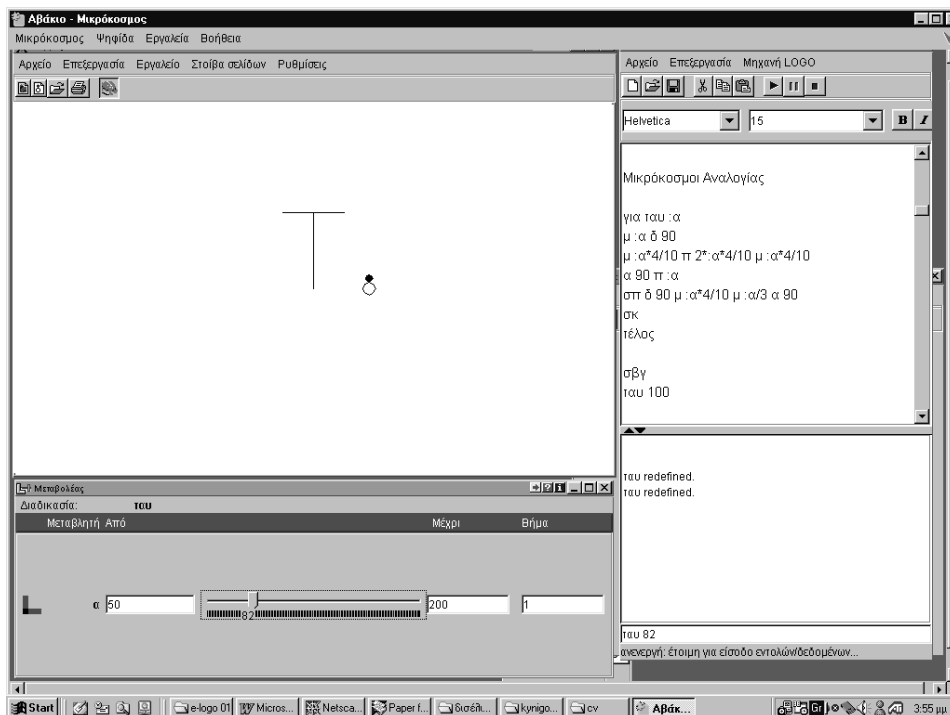 Αβάκιο - Μικρόκοσμος
Μικρόκοσμος Ψηφίδα Εργαλεία Βοήθεια
Αρχείο Επεξεργασία Εργαλείο Στοίβα σελίδων Ρυθμίσεις
Αρχείο Επεξεργασία Μηχανή LOGO
Helvetica 15 B I
Μικρόκοσμοι Αναλογίας
για ταυ :α
μ :α δ 90
μ :α*4/10 π 2*:α*4/10 μ :α*4/10
α 90 π :α
σπ δ 90 μ :α*4/10 μ :α/3 α 90
σκ
τέλος
σβγ
ταυ 100
ταυ redefined.
ταυ redefined.
ταυ 82
ανενεργή: έτοιμη για είσοδο εντολών/δεδομένων...
Μεταβολέας
Διαδικασία: ταυ
Μεταβλητή Από Μέχρι Βήμα
α 50 82 200 1
Start e-logo 01 Micros... Netsca... Paper f... δισέλι... kynigo... cv Αβάκ... Gr 3:55 μμ